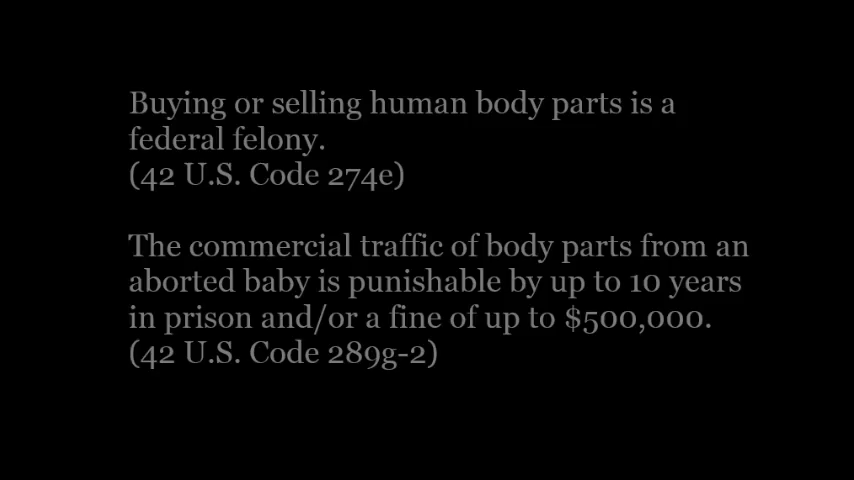 Buying or selling human body parts is a
federal felony.
(42 U.S. Code 274e)
The commercial traffic of body parts from an
aborted baby is punishable by up to 10 years
in prison and/or a fine of up to $500,000.
(42 U.S. Code 289g-2)